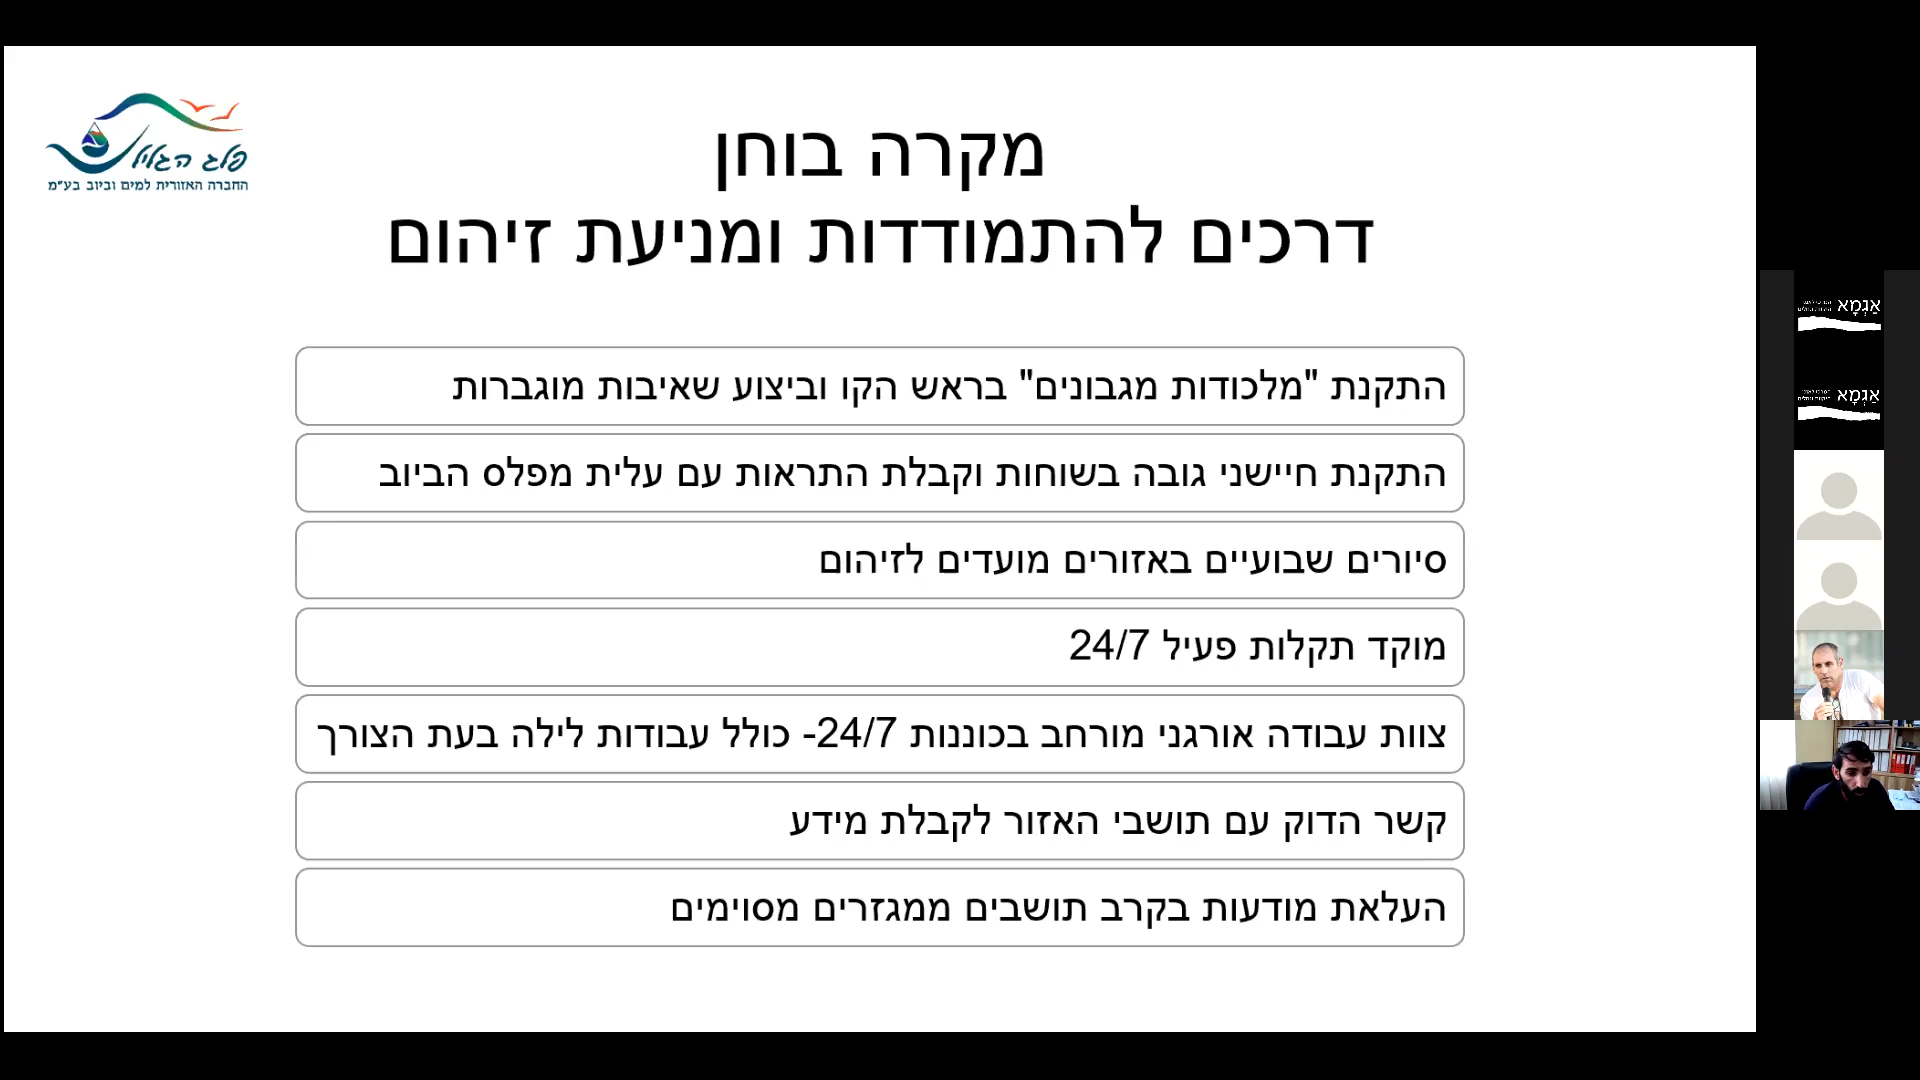 פלג הגליל
החברה האזורית למים וביוב בע"מ
מקרה בוחן
דרכים להתמודדות ומניעת זיהום
התקנת "מלכודות מגבונים" בראש הקו וביצוע שאיבות מוגברות
התקנת חיישני גובה בשוחות וקבלת התראות עם עלית מפלס הביוב
סיורים שבועיים באזורים מועדים לזיהום
מוקד תקלות פעיל 24/7
צוות עבודה אורגני מורחב בכוננות 24/7- כולל עבודות לילה בעת הצורך
קשר הדוק עם תושבי האזור לקבלת מידע
העלאת מודעות בקרב תושבים ממגזרים מסוימים
אַגְמָא
אַגְמָא